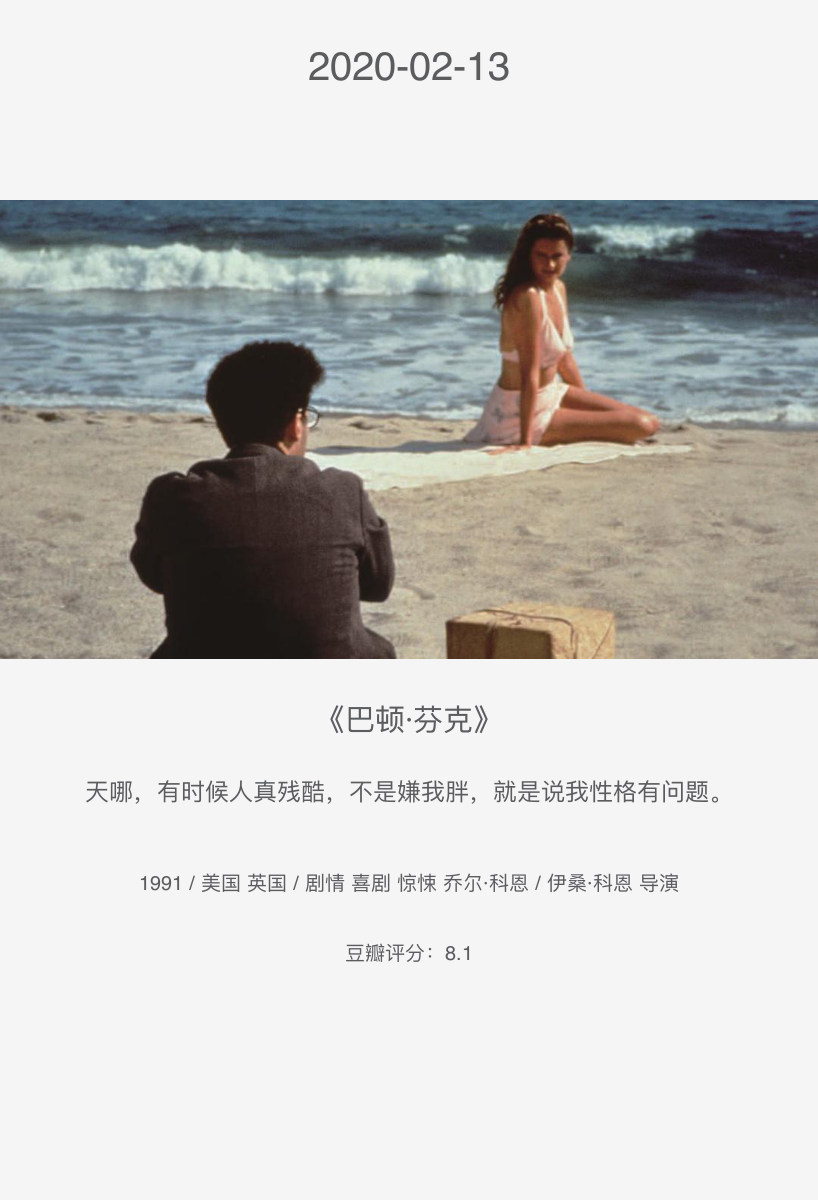 2020-02-13
《巴顿·芬克》
天哪，有时候人真残酷，不是嫌我胖，就是说我性格有问题。
1991 / 美国 英国 / 剧情 喜剧 惊悚 乔尔·科恩 / 伊桑·科恩 导演
豆瓣评分：8.1